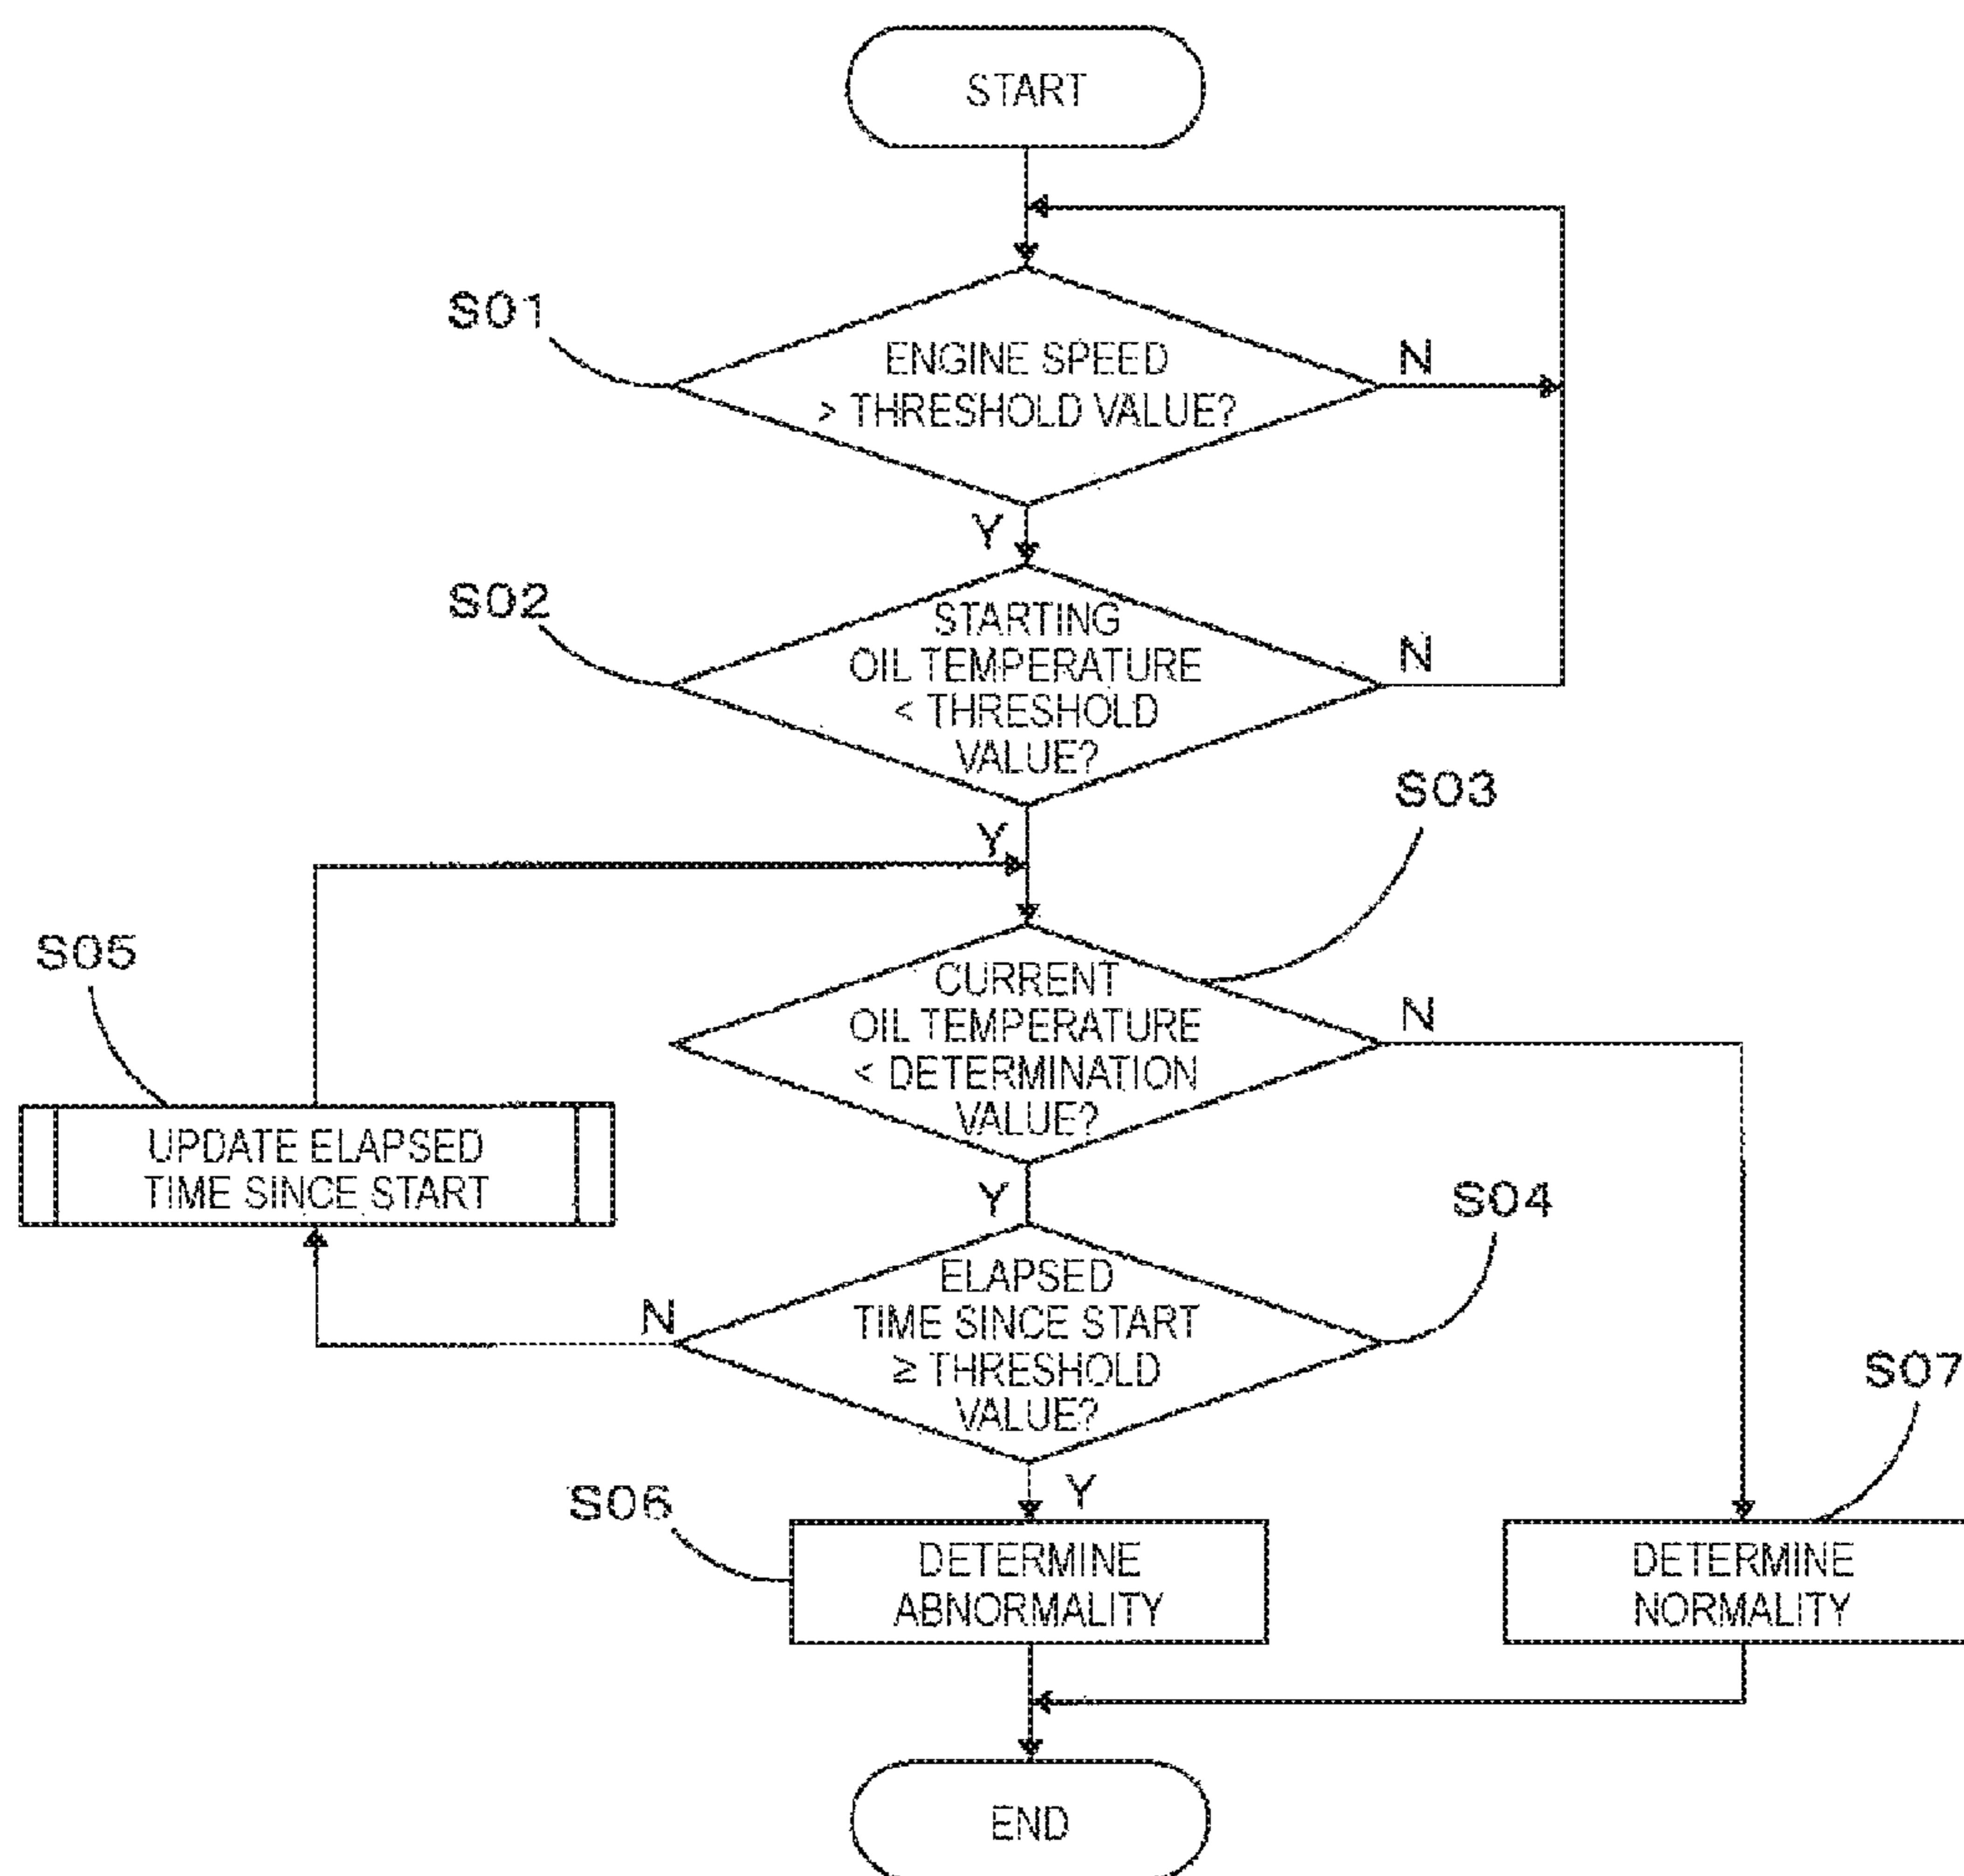 START
S01
ENGINE SPEED
> THRESHOLD VALUE?
N
Y
S02
STARTING
OIL TEMPERATURE
< THRESHOLD
VALUE?
N
Y
S03
CURRENT
OIL TEMPERATURE
< DETERMINATION
VALUE?
N
S05
UPDATE ELAPSED
TIME SINCE START
Y
S04
ELAPSED
TIME SINCE START
≥ THRESHOLD
VALUE?
N
Y
S07
S06
DETERMINE
ABNORMALITY
DETERMINE
NORMALITY
END